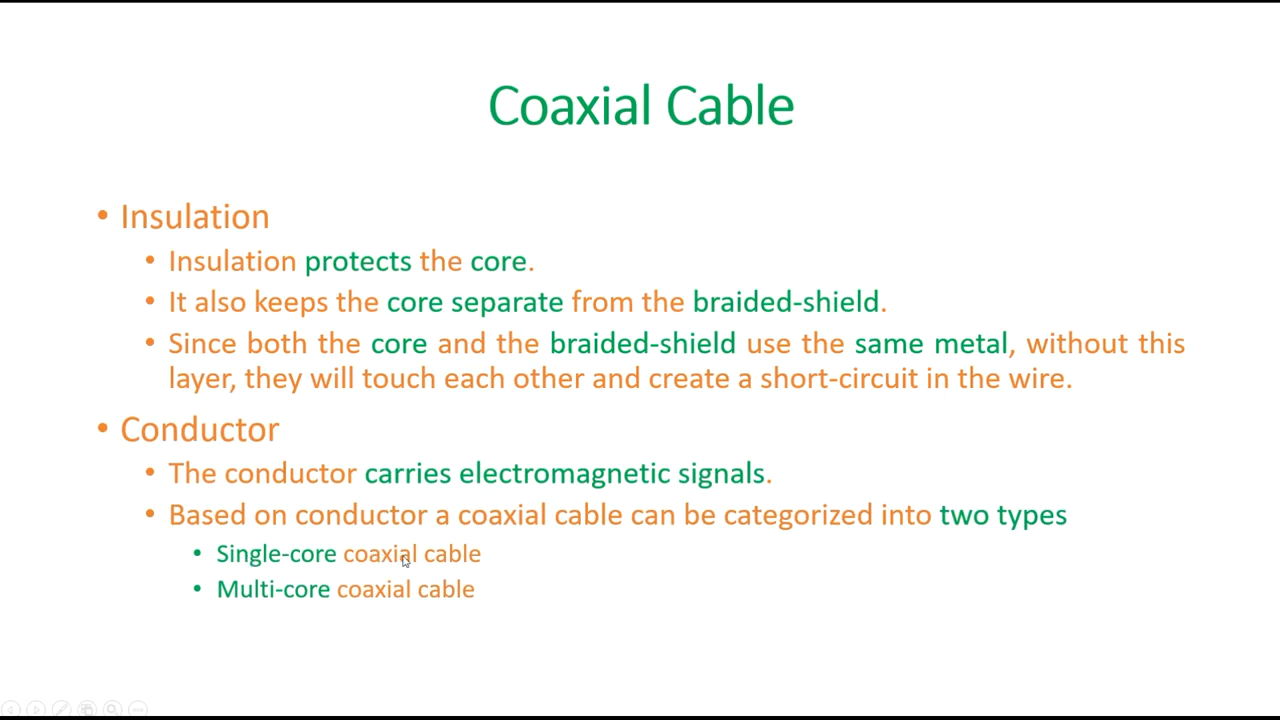 Coaxial Cable
• Insulation
• Insulation protects the core.
• It also keeps the core separate from the braided-shield.
• Since both the core and the braided-shield use the same metal, without this
layer, they will touch each other and create a short-circuit in the wire.
• Conductor
• The conductor carries electromagnetic signals.
• Based on conductor a coaxial cable can be categorized into two types
• Single-core coaxial cable
• Multi-core coaxial cable